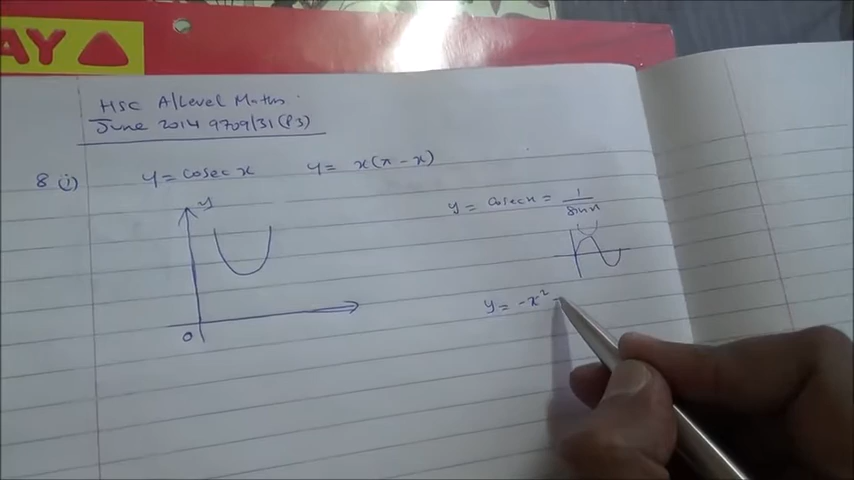 AY
HSC A/Level Maths
June 2014 9709/31 (P3)
8 (i) y = cosec x y = x(π - x)
y
y = cosec x = 1/sin x
y = -x² -
0